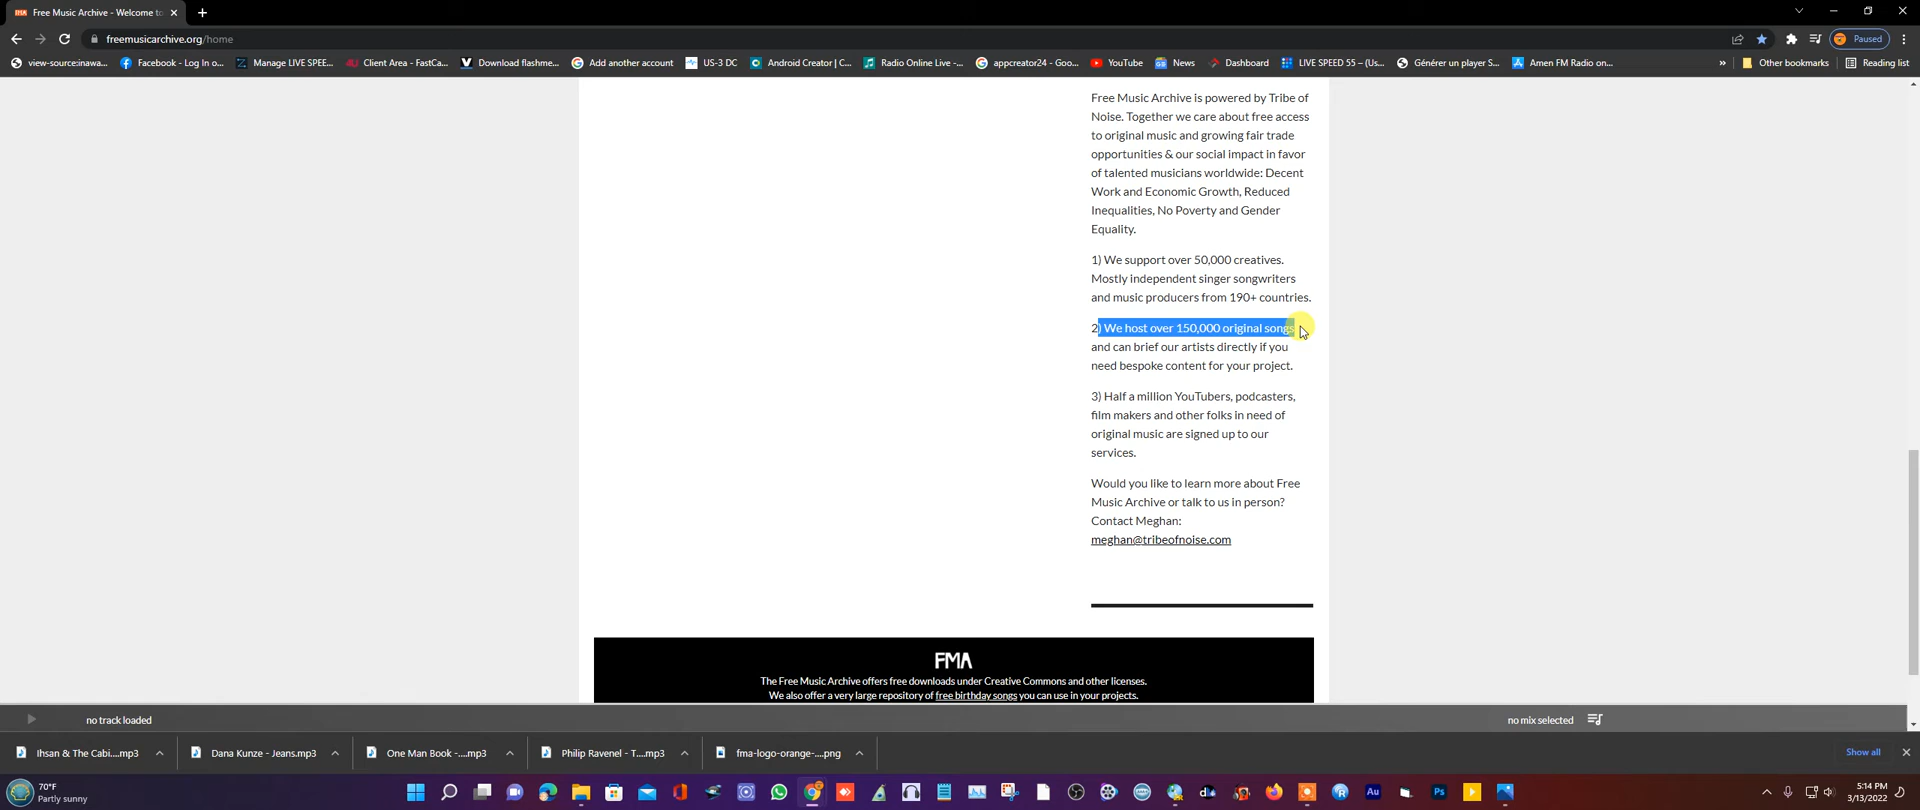 FMA Free Music Archive - Welcome to
freemusicarchive.org/home
Paused
view-source:inawa...
Facebook - Log In o...
Manage LIVE SPEE...
Client Area - FastCa...
Download flashme...
Add another account
US-3 DC
Android Creator | C...
Radio Online Live -...
appcreator24 - Goo...
YouTube
News
Dashboard
LIVE SPEED 55 – (Us...
Générer un player S...
Amen FM Radio on...
»
Other bookmarks
Reading list
Free Music Archive is powered by Tribe of
Noise. Together we care about free access
to original music and growing fair trade
opportunities & our social impact in favor
of talented musicians worldwide: Decent
Work and Economic Growth, Reduced
Inequalities, No Poverty and Gender
Equality.
1) We support over 50,000 creatives.
Mostly independent singer songwriters
and music producers from 190+ countries.
2) We host over 150,000 original songs
and can brief our artists directly if you
need bespoke content for your project.
3) Half a million YouTubers, podcasters,
film makers and other folks in need of
original music are signed up to our
services.
Would you like to learn more about Free
Music Archive or talk to us in person?
Contact Meghan:
meghan@tribeofnoise.com
FMA
The Free Music Archive offers free downloads under Creative Commons and other licenses.
We also offer a very large repository of free birthday songs you can use in your projects.
no track loaded
no mix selected
Ihsan & The Cabi....mp3
Dana Kunze - Jeans.mp3
One Man Book -....mp3
Philip Ravenel - T....mp3
fma-logo-orange-....png
Show all
70°F
Partly sunny
Au
Ps
5:14 PM
3/13/2022